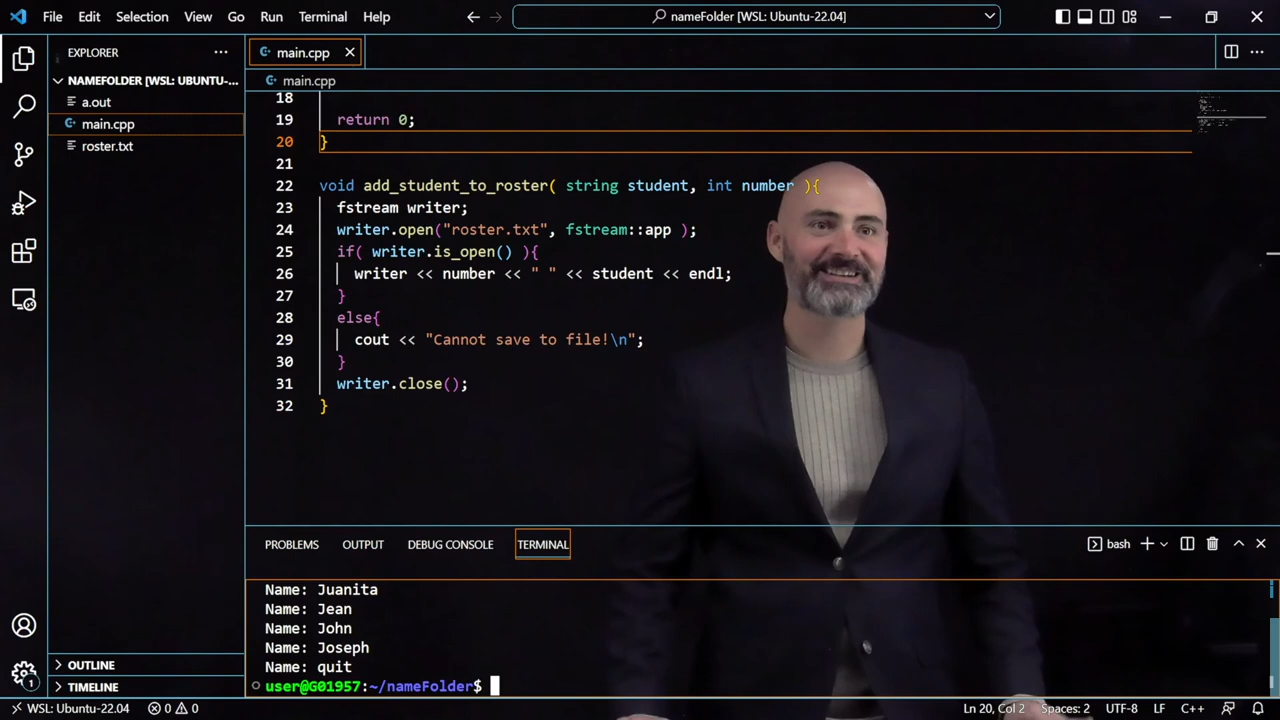 File Edit Selection View Go Run Terminal Help
nameFolder [WSL: Ubuntu-22.04]
EXPLORER
main.cpp
NAMEFOLDER [WSL: UBUNTU-...
main.cpp
a.out
main.cpp
roster.txt
18
19 return 0;
20 }
21
22 void add_student_to_roster( string student, int number ){
23 fstream writer;
24 writer.open("roster.txt", fstream::app );
25 if( writer.is_open() ){
26 writer << number << " " << student << endl;
27 }
28 else{
29 cout << "Cannot save to file!\n";
30 }
31 writer.close();
32 }
PROBLEMS OUTPUT DEBUG CONSOLE TERMINAL
bash
Name: Juanita
Name: Jean
Name: John
Name: Joseph
Name: quit
user@G01957:~/nameFolder$
OUTLINE
TIMELINE
1
WSL: Ubuntu-22.04 0 0 Ln 20, Col 2 Spaces: 2 UTF-8 LF C++